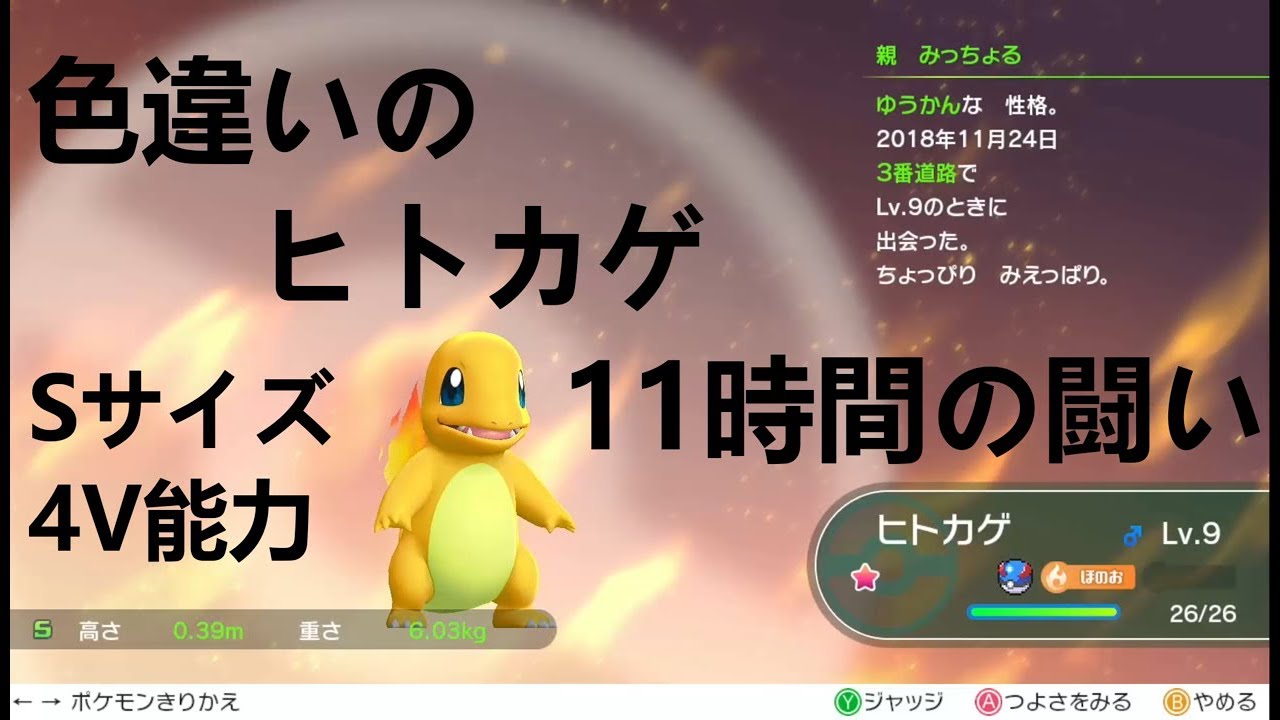 色違いの
ヒトカゲ
Sサイズ
4V能力
11時間の闘い
親 みっちょる
ゆうかんな 性格。
2018年11月24日
3番道路で
Lv.9のときに
出会った。
ちょっぴり みえっぱり。
ヒトカゲ ♂ Lv.9
ほのお
26/26
S 高さ 0.39m 重さ 6.03kg
← → ポケモンきりかえ
Y ジャッジ A つよさをみる B やめる